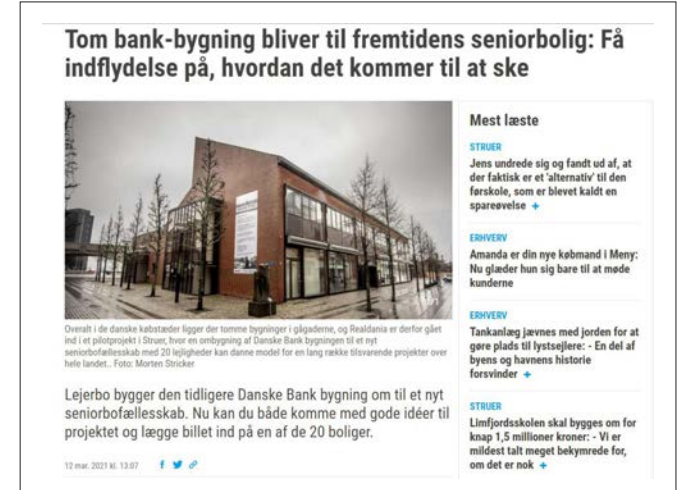 Tom bank-bygning bliver til fremtidens seniorbolig: Få
indflydelse på, hvordan det kommer til at ske
Overalt i de danske købstæder ligger der tomme bygninger i gågaderne, og Realdania er derfor gået
ind i et pilotprojekt i Struer, hvor en ombygning af Danske Bank bygningen til et nyt
seniorbofællesskab med 20 lejligheder kan danne model for en lang række tilsvarende projekter over
hele landet.. Foto: Morten Stricker
Lejerbo bygger den tidligere Danske Bank bygning om til et nyt
seniorbofællesskab. Nu kan du både komme med gode idéer til
projektet og lægge billet ind på en af de 20 boliger.
12 mar. 2021 kl. 13:07
Mest læste
STRUER
Jens undrede sig og fandt ud af, at
der faktisk er et 'alternativ' til den
førskole, som er blevet kaldt en
spareøvelse +
ERHVERV
Amanda er din nye købmand i Meny:
Nu glæder hun sig bare til at møde
kunderne
ERHVERV
Tankanlæg jævnes med jorden for at
gøre plads til lystsejlere: - En del af
byens og havnens historie
forsvinder +
STRUER
Limfjordsskolen skal bygges om for
knap 1,5 millioner kroner: - Vi er
mildest talt meget bekymrede for,
om det er nok +